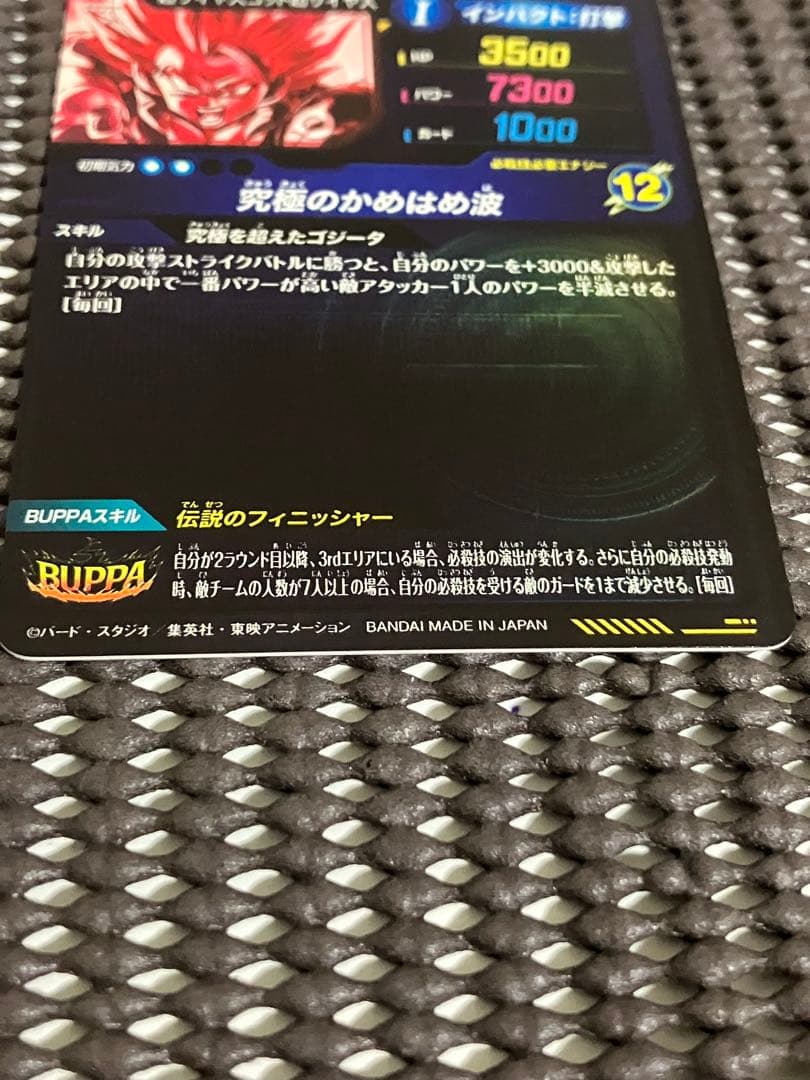 I インパクト：打撃
HP 3500
パワー 7300
ガード 1000
初期気力
必殺技必要エナジー 12
究極のかめはめ波
スキル 究極を超えたゴジータ
自分の攻撃ストライクバトルに勝つと、自分のパワーを+3000&攻撃した
エリアの中で一番パワーが高い敵アタッカー1人のパワーを半減させる。
[毎回]
BUPPAスキル 伝説のフィニッシャー
BUPPA
自分が2ラウンド目以降、3rdエリアにいる場合、必殺技の演出が変化する。さらに自分の必殺技発動
時、敵チームの人数が7人以上の場合、自分の必殺技を受ける敵のガードを1まで減少させる。[毎回]
©バード・スタジオ／集英社・東映アニメーション BANDAI MADE IN JAPAN